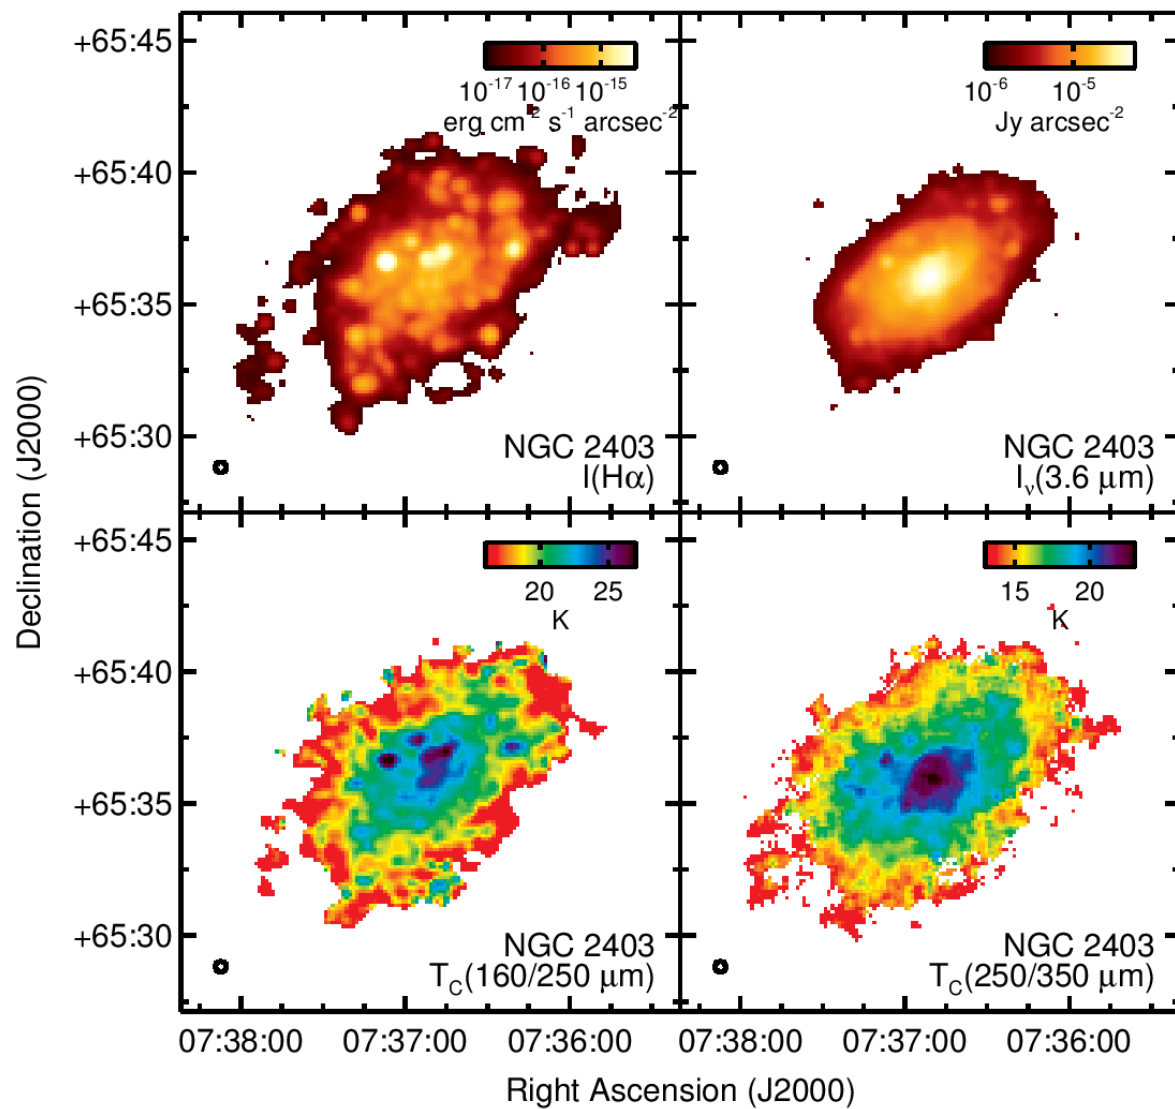 +65:45
+65:40
+65:35
+65:30
10^-17 10^-16 10^-15
erg cm^-2 s^-1 arcsec^-2
NGC 2403
I(Hα)
10^-6 10^-5
Jy arcsec^-2
NGC 2403
I_ν(3.6 μm)
Declination (J2000)
+65:45
+65:40
+65:35
+65:30
20 25
K
NGC 2403
T_C(160/250 μm)
15 20
K
NGC 2403
T_C(250/350 μm)
07:38:00 07:37:00 07:36:00
07:38:00 07:37:00 07:36:00
Right Ascension (J2000)